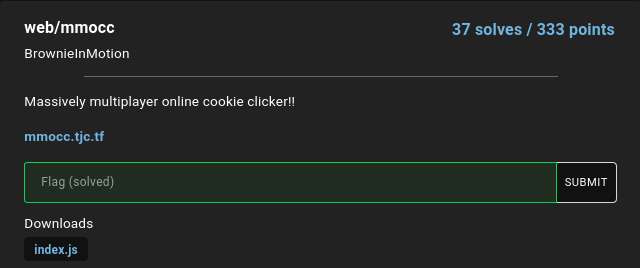 web/mmocc
37 solves / 333 points
BrownieInMotion
Massively multiplayer online cookie clicker!!
mmocc.tjc.tf
Flag (solved)
SUBMIT
Downloads
index.js